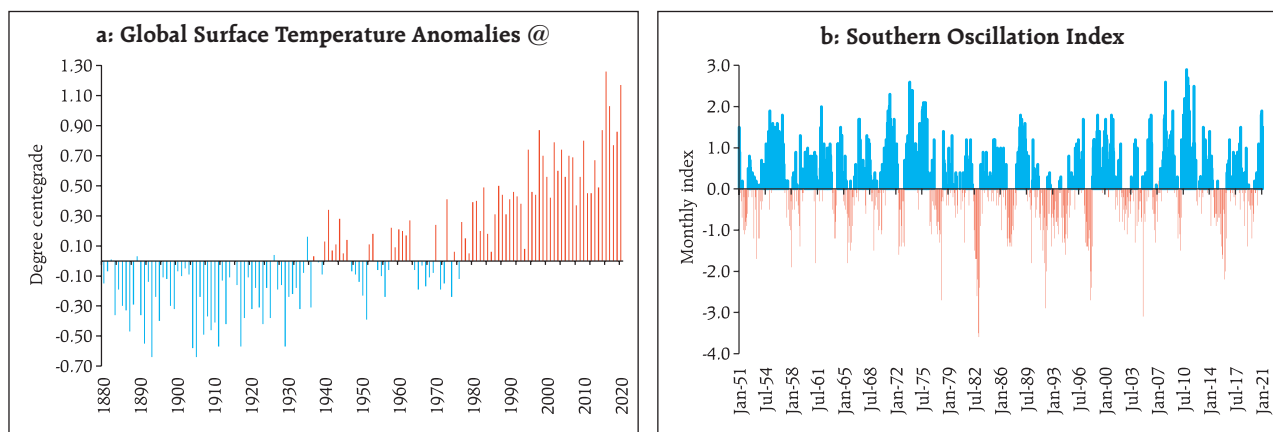 a: Global Surface Temperature Anomalies @
Degree centegrade
1.30
1.10
0.90
0.70
0.50
0.30
0.10
-0.10
-0.30
-0.50
-0.70
1880
1890
1900
1910
1920
1930
1940
1950
1960
1970
1980
1990
2000
2010
2020
b: Southern Oscillation Index
Monthly index
3.0
2.0
1.0
0.0
-1.0
-2.0
-3.0
-4.0
Jan-51
Jul-54
Jan-58
Jul-61
Jan-65
Jul-68
Jan-72
Jul-75
Jan-79
Jul-82
Jan-86
Jul-89
Jan-93
Jul-96
Jan-00
Jul-03
Jan-07
Jul-10
Jan-14
Jul-17
Jan-21